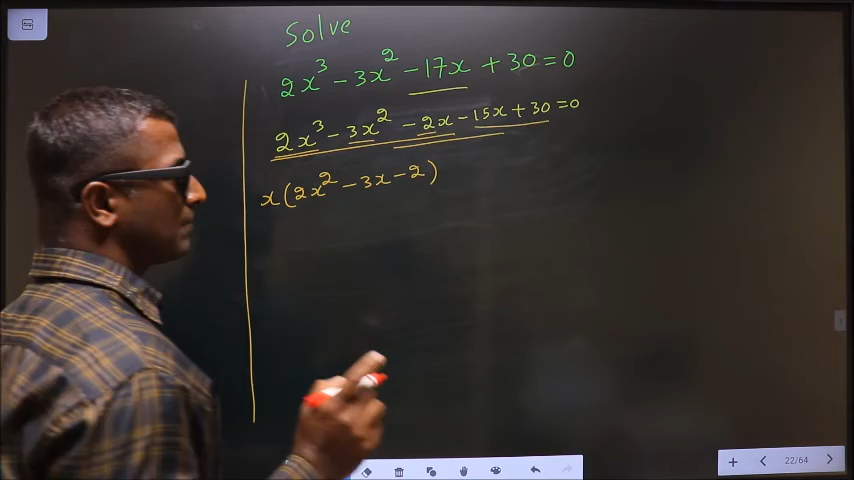 Solve
2x³ - 3x² - 17x + 30 = 0
2x³ - 3x² - 2x - 15x + 30 = 0
x(2x² - 3x - 2)
22/64